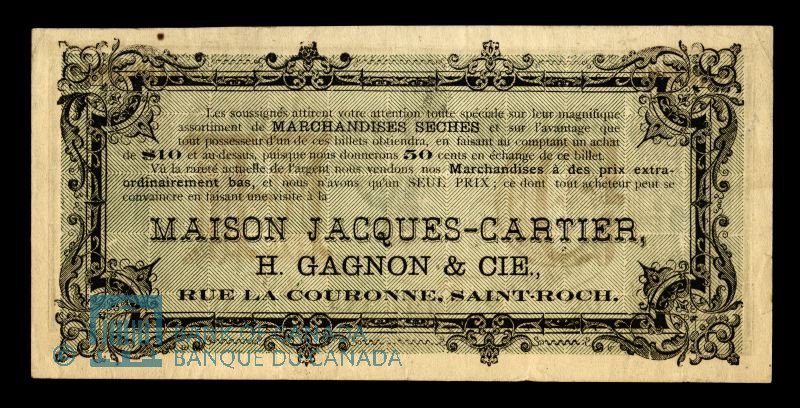 Les soussignés attirent votre attention toute spéciale sur leur magnifique
assortiment de MARCHANDISES SECHES et sur l'avantage que
tout possesseur d'un de ces billets obtiendra, en faisant au comptant un achat
de $10 et au-dessus, puisque nous donnerons 50 cents en échange de ce billet.
Vu la rareté actuelle de l'argent nous vendons nos Marchandises à des prix extra-
ordinairement bas, et nous n'avons qu'un SEUL PRIX; ce dont tout acheteur peut se
convaincre en faisant une visite à la
MAISON JACQUES-CARTIER,
H. GAGNON & CIE.,
RUE LA COURONNE, SAINT-ROCH.
© BANK OF CANADA
BANQUE DU CANADA